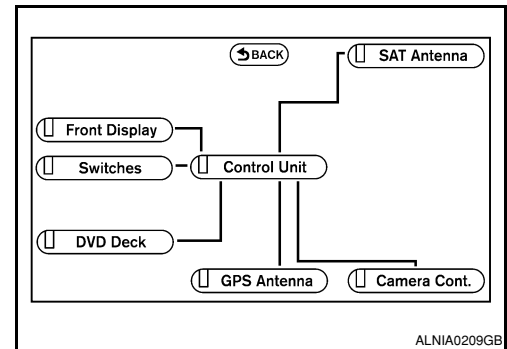 BACK
SAT Antenna
Front Display
Switches
Control Unit
DVD Deck
GPS Antenna
Camera Cont.
ALNIA0209GB